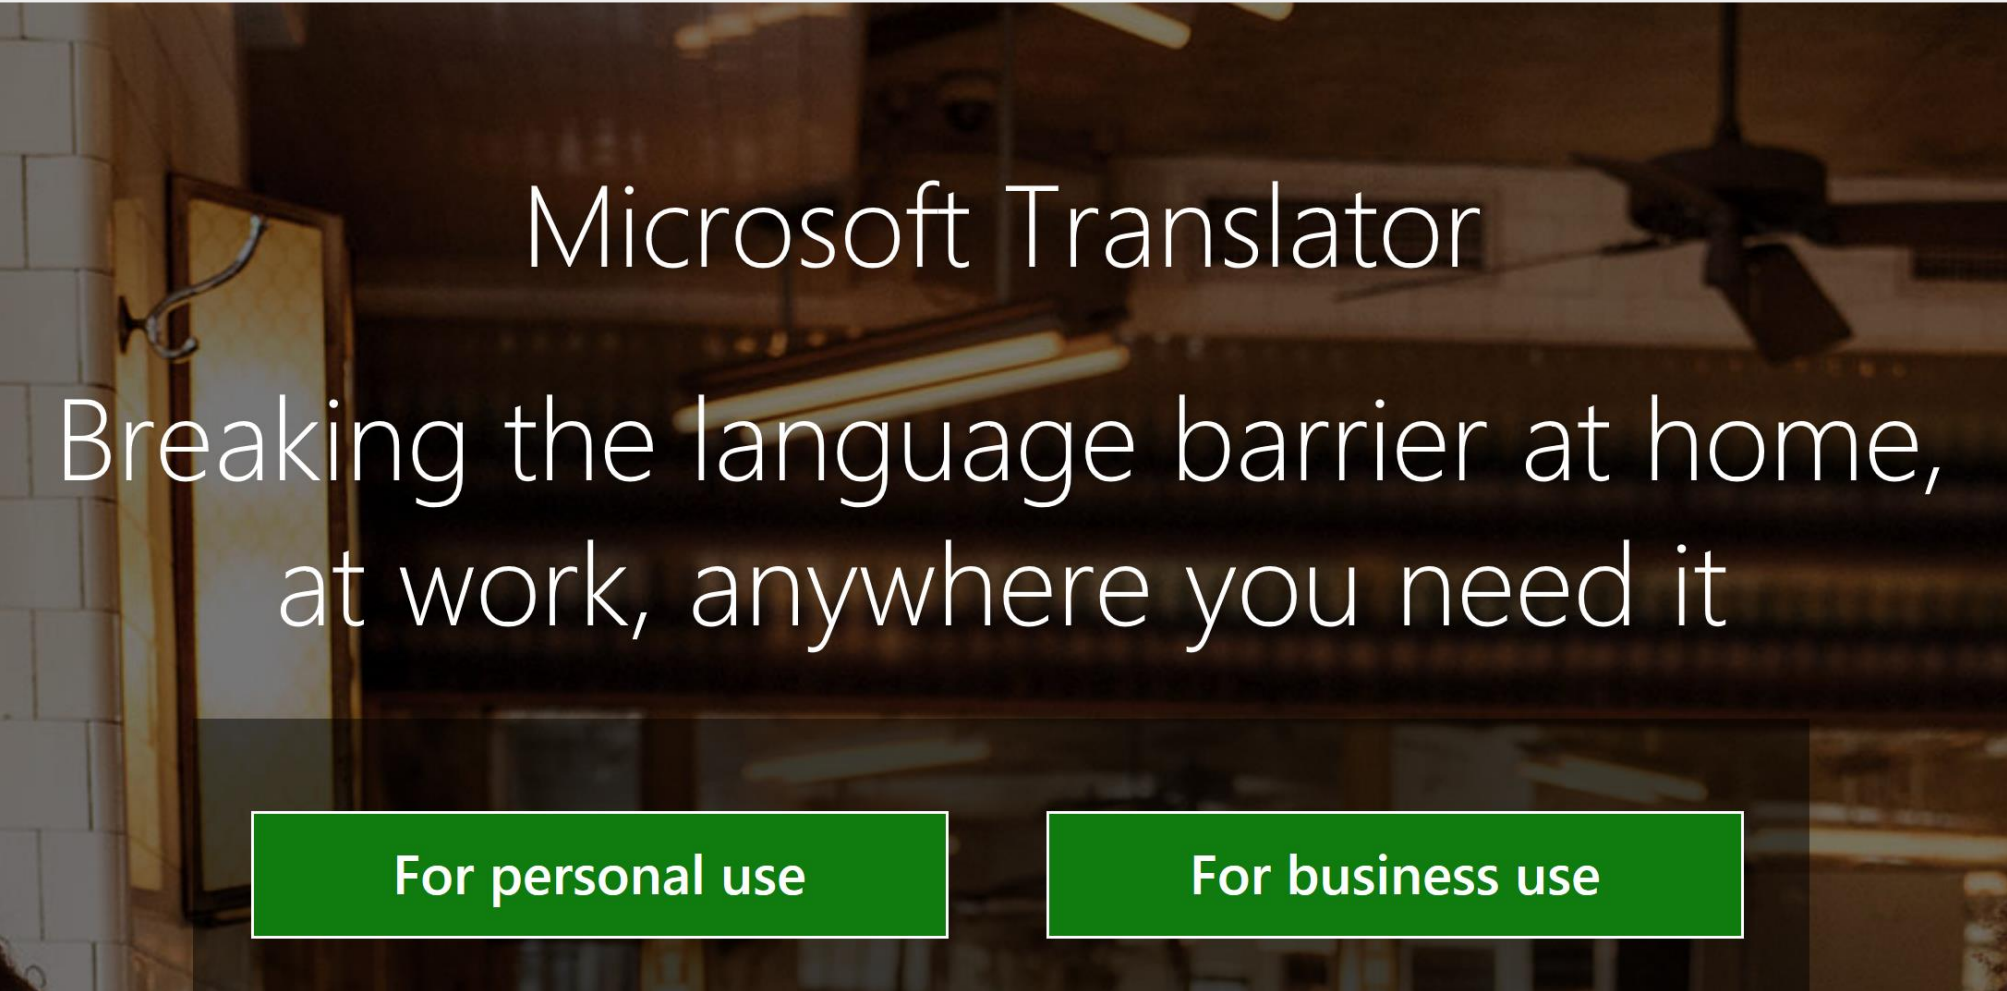 Microsoft Translator
Breaking the language barrier at home,
at work, anywhere you need it
For personal use
For business use